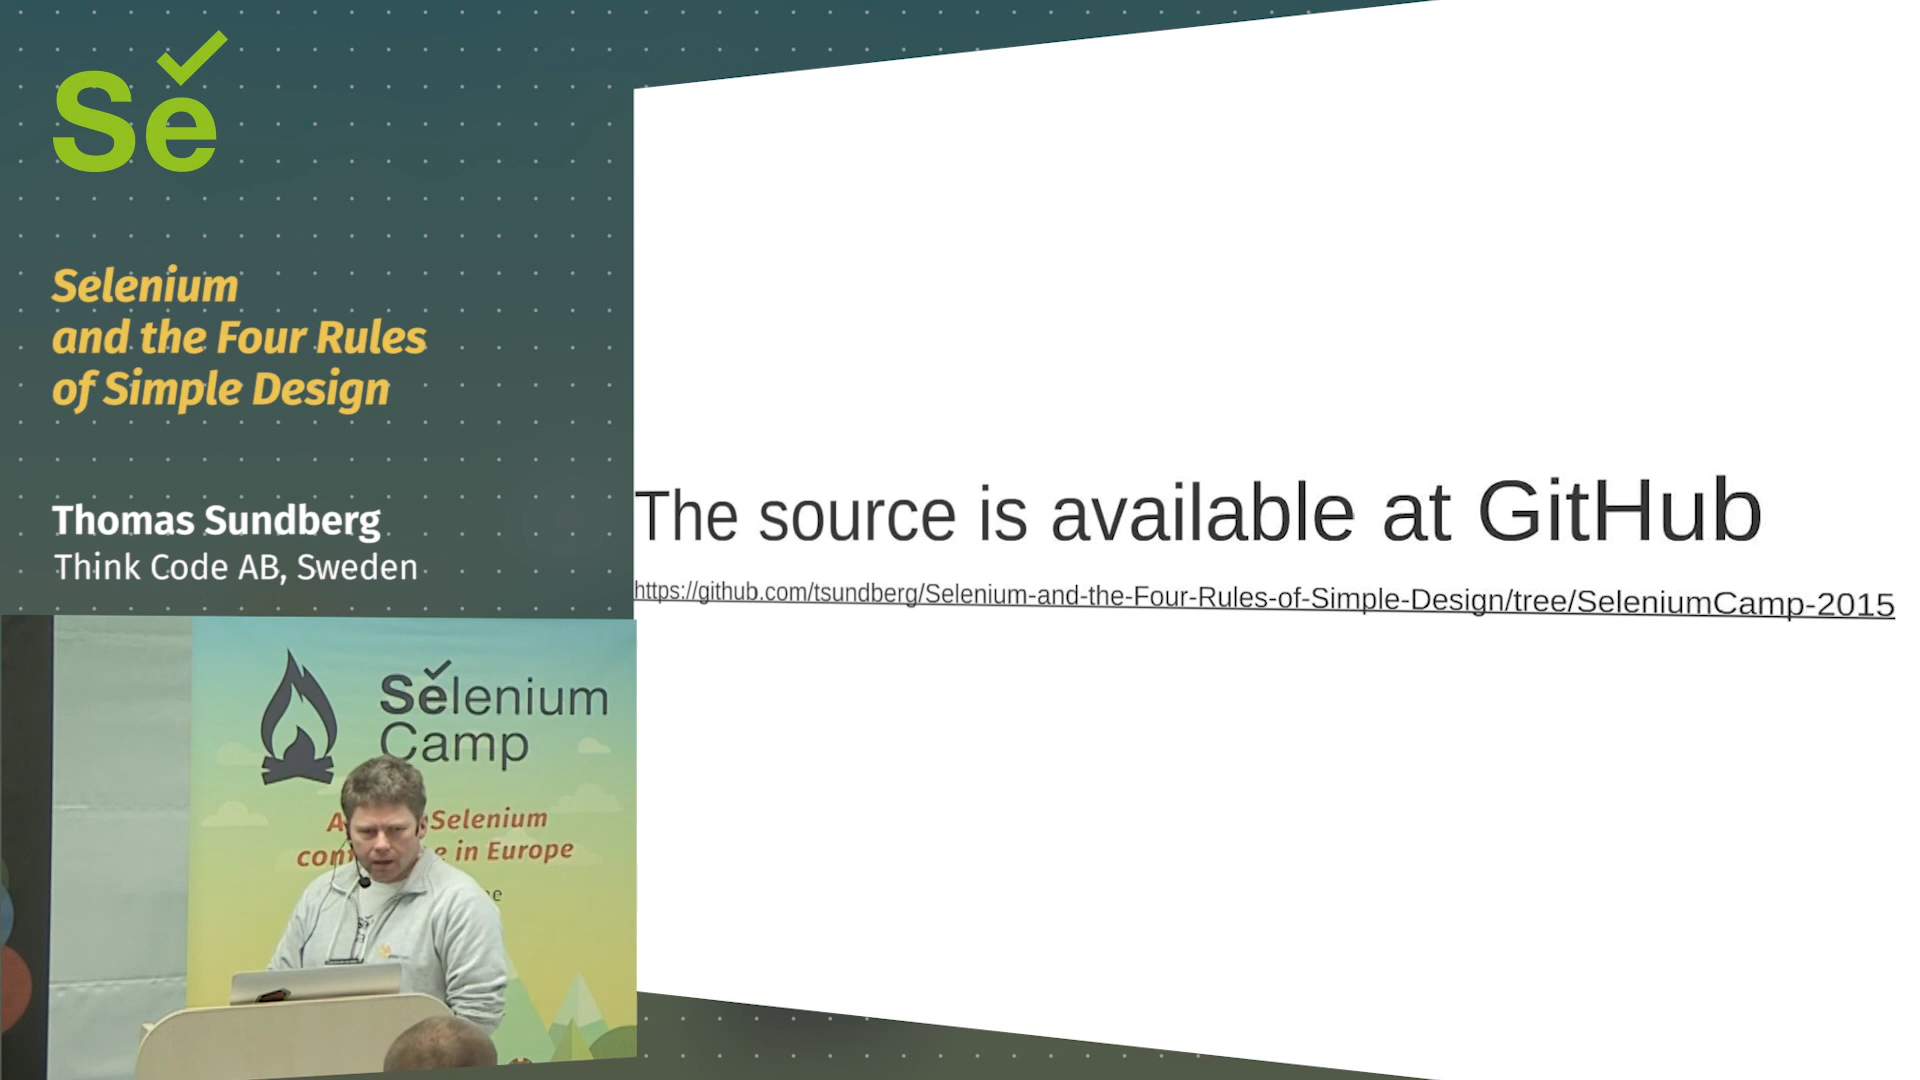 Se
Selenium
and the Four Rules
of Simple Design
Thomas Sundberg
Think Code AB, Sweden
The source is available at GitHub
https://github.com/tsundberg/Selenium-and-the-Four-Rules-of-Simple-Design/tree/SeleniumCamp-2015
Selenium
Camp
Selenium
in Europe